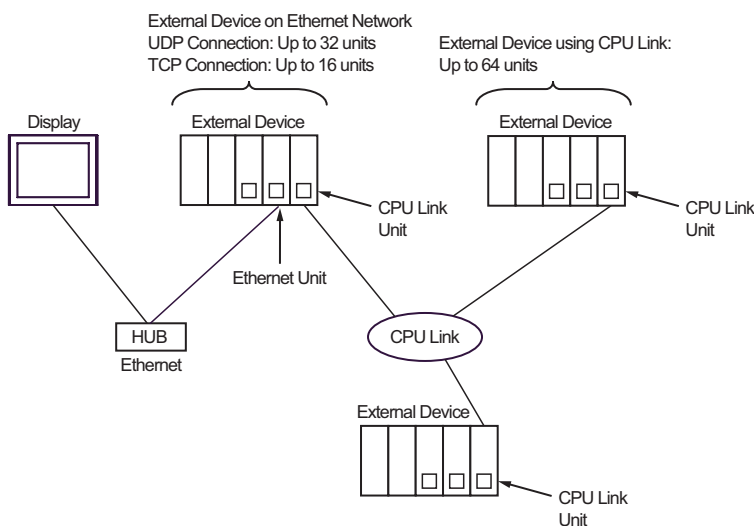 External Device on Ethernet Network
UDP Connection: Up to 32 units
TCP Connection: Up to 16 units
External Device using CPU Link:
Up to 64 units
Display
External Device
External Device
CPU Link
Unit
CPU Link
Unit
Ethernet Unit
HUB
Ethernet
CPU Link
External Device
CPU Link
Unit